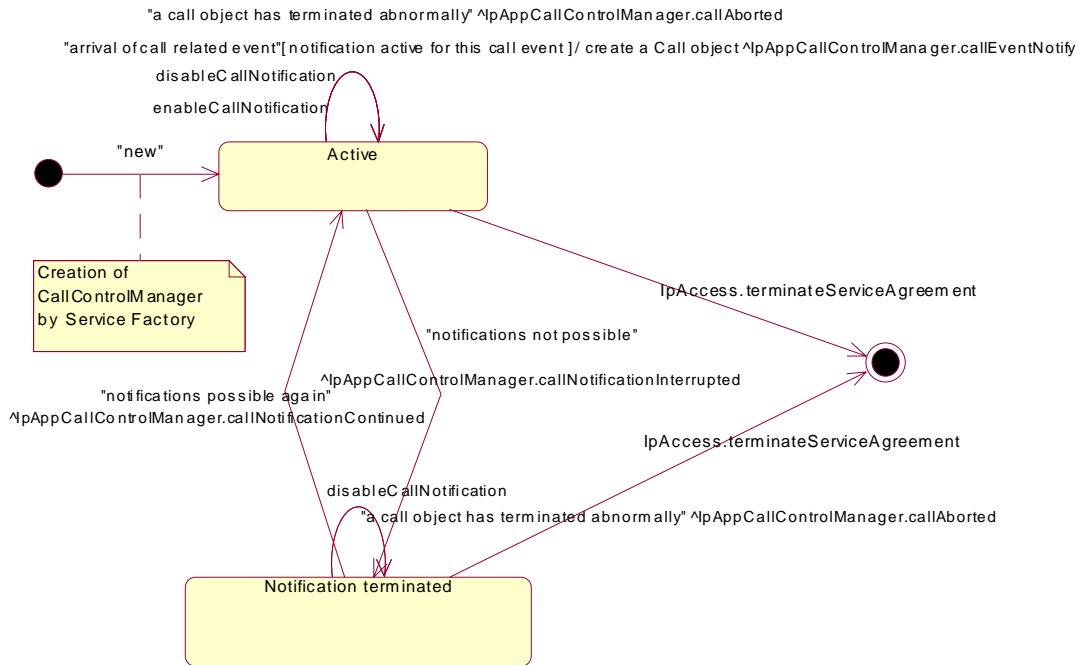 "a call object has terminated abnormally" ^IpAppCallControlManager.callAborted
"arrival of call related event"[ notification active for this call event ] / create a Call object ^IpAppCallControlManager.callEventNotify
disableCallNotification
enableCallNotification
"new"
Active
Creation of
CallControlManager
by Service Factory
IpAccess.terminateServiceAgreement
"notifications not possible"
^IpAppCallControlManager.callNotificationInterrupted
"notifications possible again"
^IpAppCallControlManager.callNotificationContinued
IpAccess.terminateServiceAgreement
disableCallNotification
"a call object has terminated abnormally" ^IpAppCallControlManager.callAborted
Notification terminated